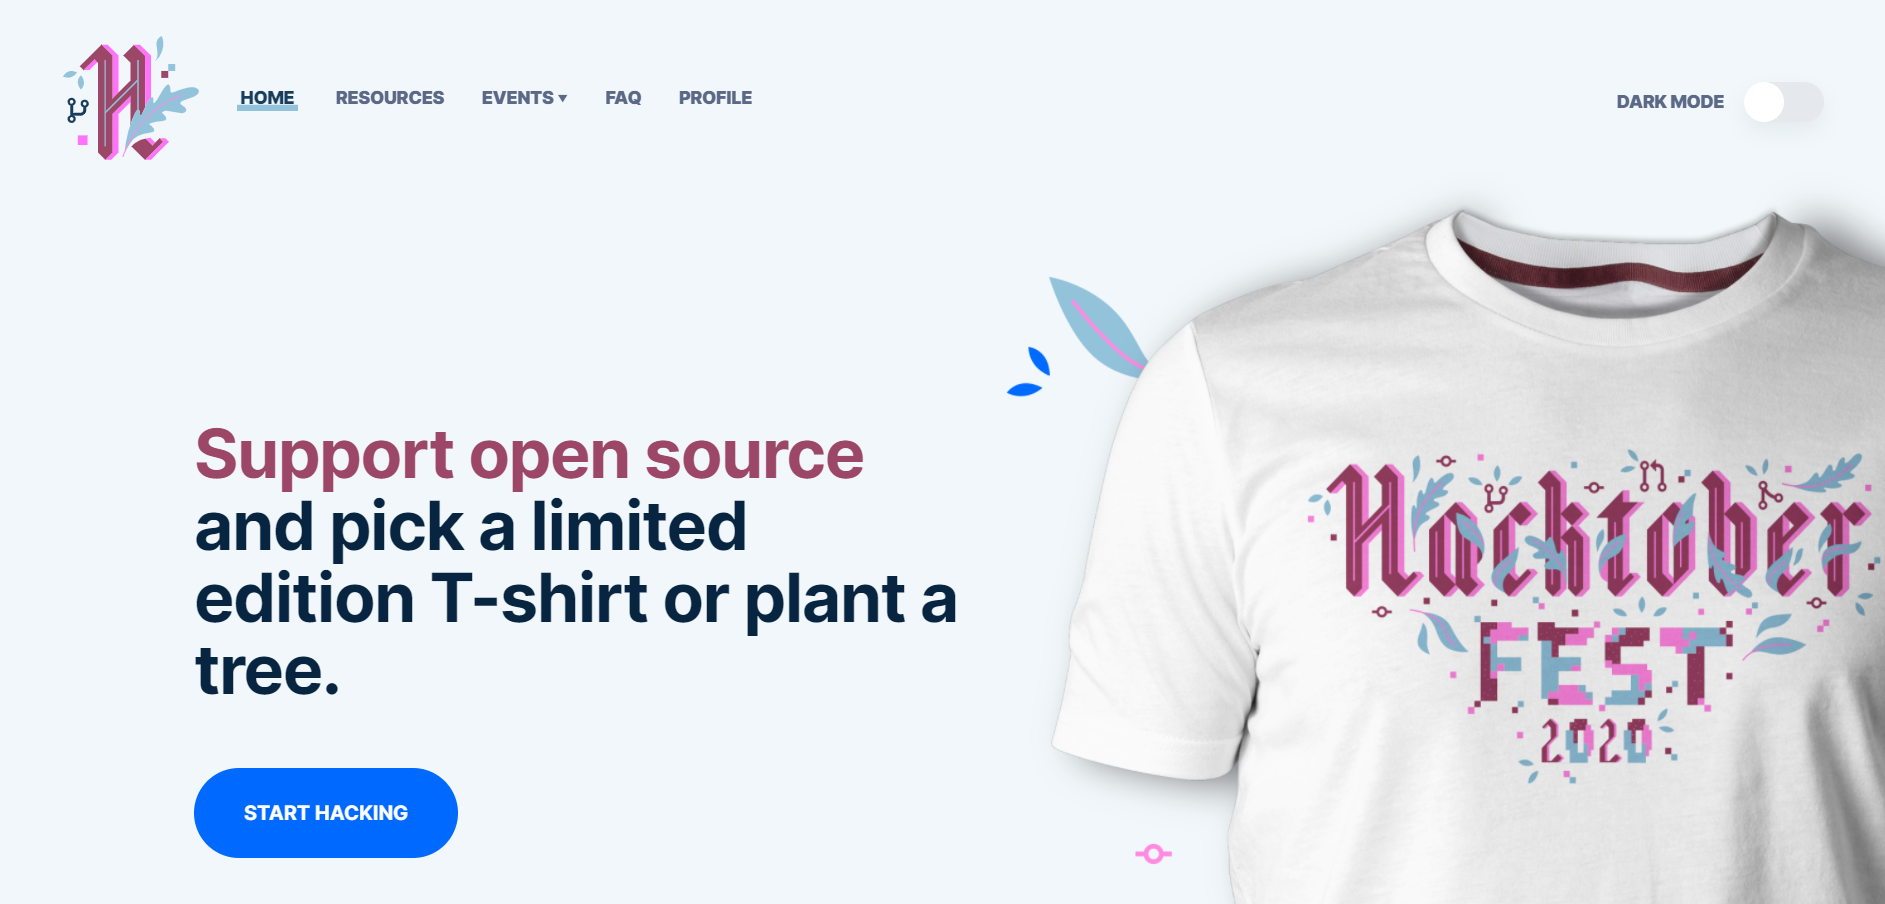 H
HOME RESOURCES EVENTS ▾ FAQ PROFILE DARK MODE
Support open source
and pick a limited
edition T-shirt or plant a
tree.
START HACKING
Hacktober
FEST
2020